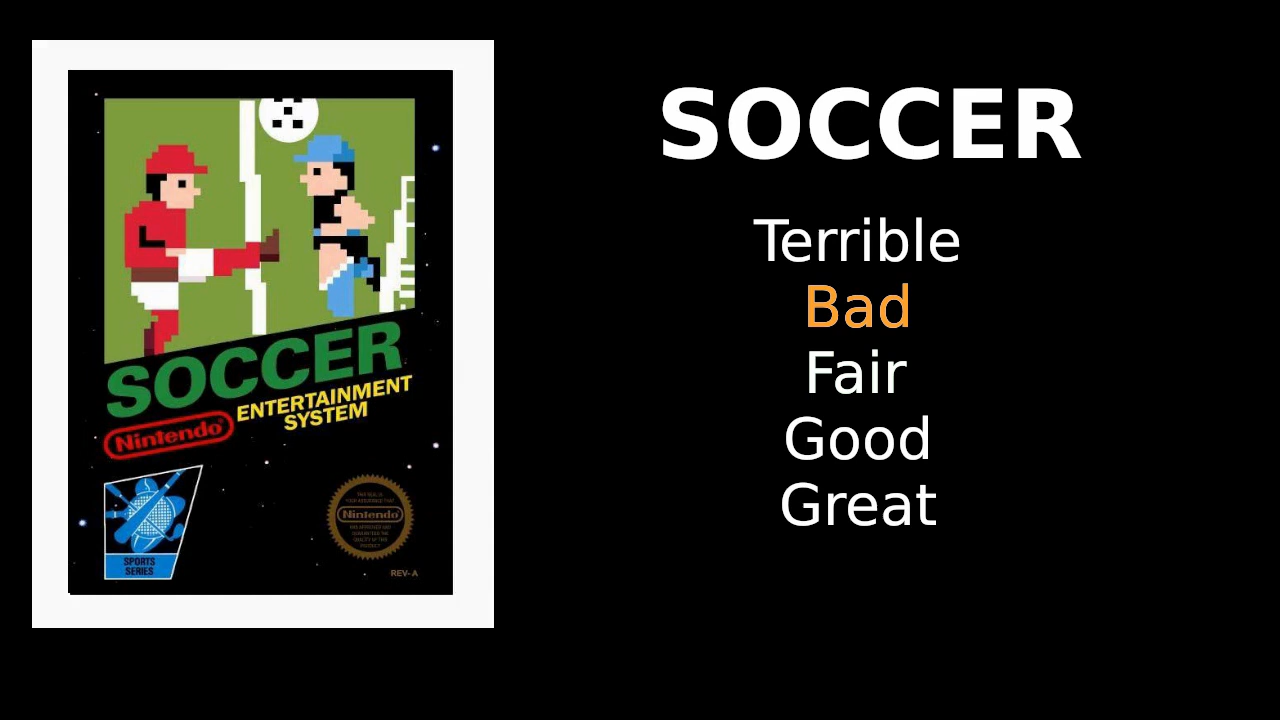 SOCCER
Terrible
Bad
Fair
Good
Great
SOCCER
Nintendo®
ENTERTAINMENT
SYSTEM
SPORTS
SERIES
Nintendo
REV-A